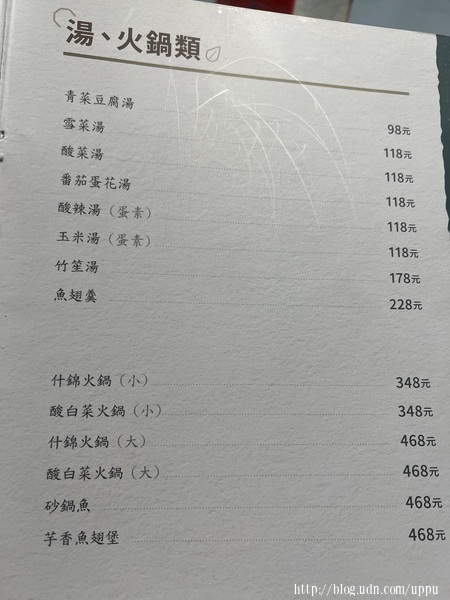 湯、火鍋類
青菜豆腐湯 98元
雪菜湯 118元
酸菜湯 118元
番茄蛋花湯 118元
酸辣湯（蛋素） 118元
玉米湯（蛋素） 118元
竹笙湯 178元
魚翅羹 228元
什錦火鍋（小） 348元
酸白菜火鍋（小） 348元
什錦火鍋（大） 468元
酸白菜火鍋（大） 468元
砂鍋魚 468元
芋香魚翅堡 468元
http://blog.udn.com/uppu